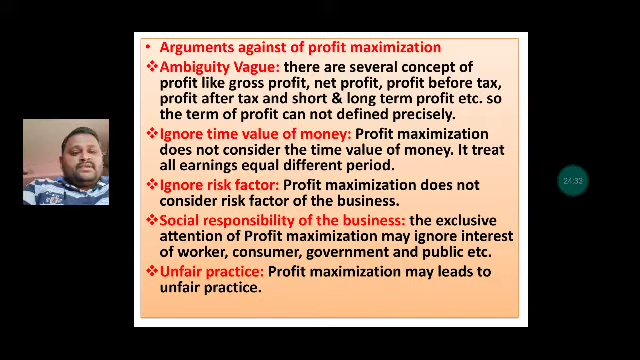 • Arguments against of profit maximization
❖Ambiguity Vague: there are several concept of
profit like gross profit, net profit, profit before tax,
profit after tax and short & long term profit etc. so
the term of profit can not defined precisely.
❖Ignore time value of money: Profit maximization
does not consider the time value of money. It treat
all earnings equal different period.
❖Ignore risk factor: Profit maximization does not
consider risk factor of the business.
❖Social responsibility of the business: the exclusive
attention of Profit maximization may ignore interest
of worker, consumer, government and public etc.
❖Unfair practice: Profit maximization may leads to
unfair practice.
24:33